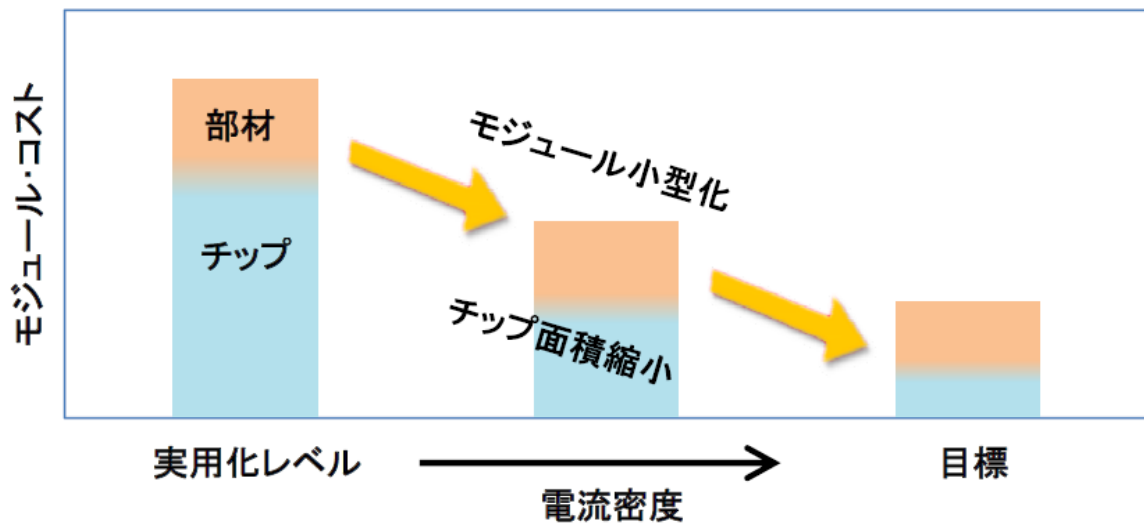 モジュール・コスト
部材
チップ
モジュール小型化
チップ面積縮小
実用化レベル
目標
電流密度